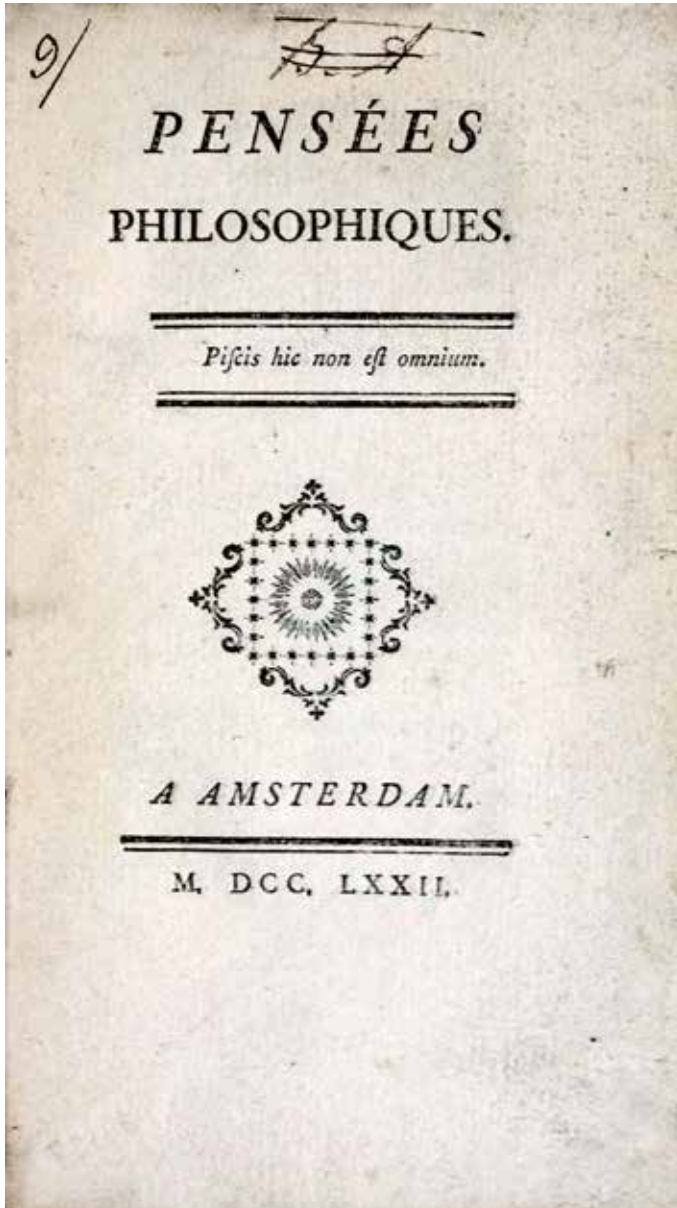 9/
PENSÉES
PHILOSOPHIQUES.
Piſcis hic non eſt omnium.
A AMSTERDAM.
M. DCC. LXXII.